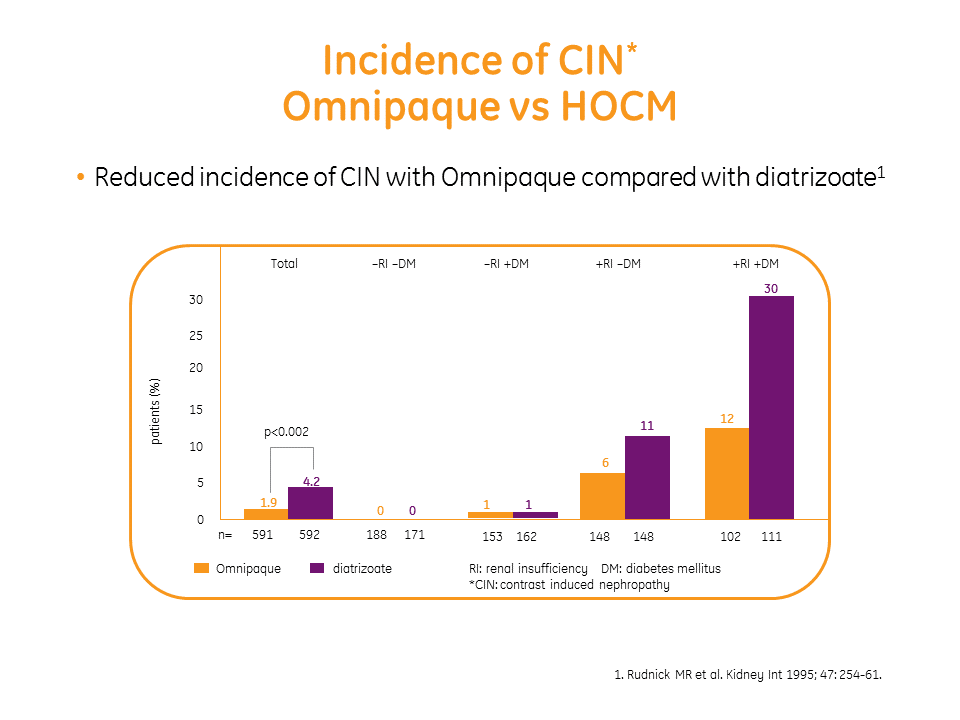 Incidence of CIN*
Omnipaque vs HOCM
• Reduced incidence of CIN with Omnipaque compared with diatrizoate1
Total –RI –DM –RI +DM +RI –DM +RI +DM
30
30
25
20
patients (%)
15
12
p<0.002
11
10
6
5
4.2
1.9
0 0
1 1
0
n= 591 592 188 171 153 162 148 148 102 111
Omnipaque diatrizoate
RI: renal insufficiency DM: diabetes mellitus
*CIN: contrast induced nephropathy
1. Rudnick MR et al. Kidney Int 1995; 47: 254–61.